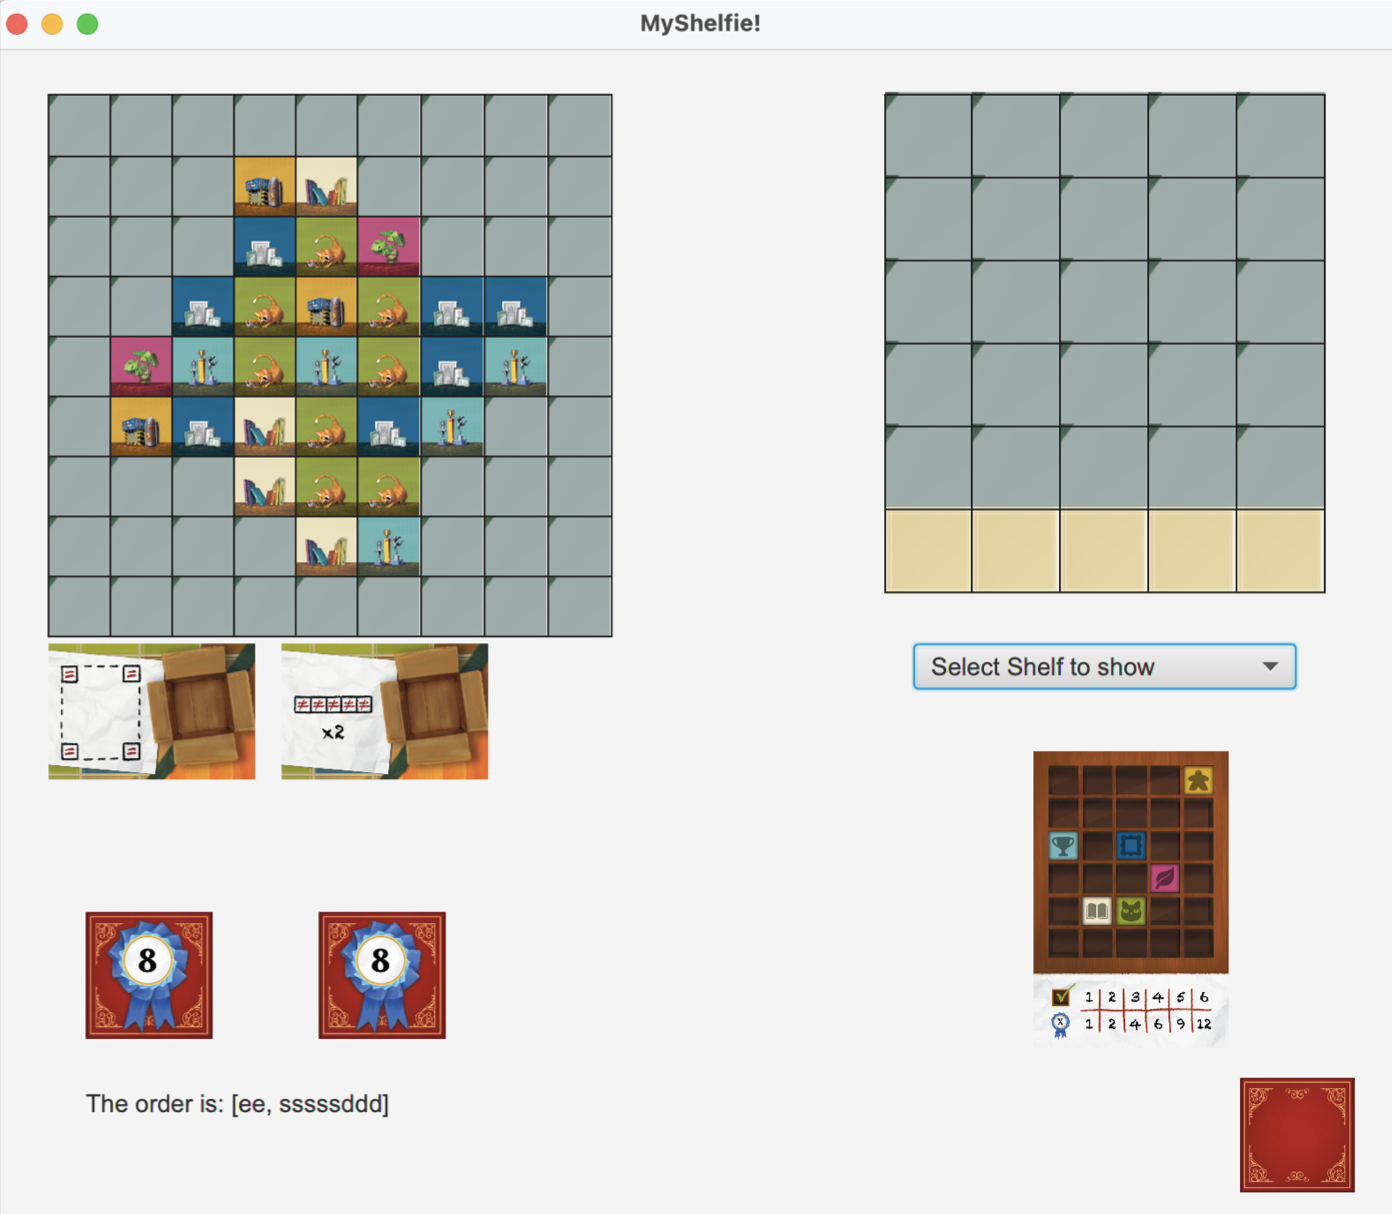 MyShelfie!
x2
Select Shelf to show
8
8
1 2 3 4 5 6
X
1 2 4 6 9 12
The order is: [ee, sssssddd]